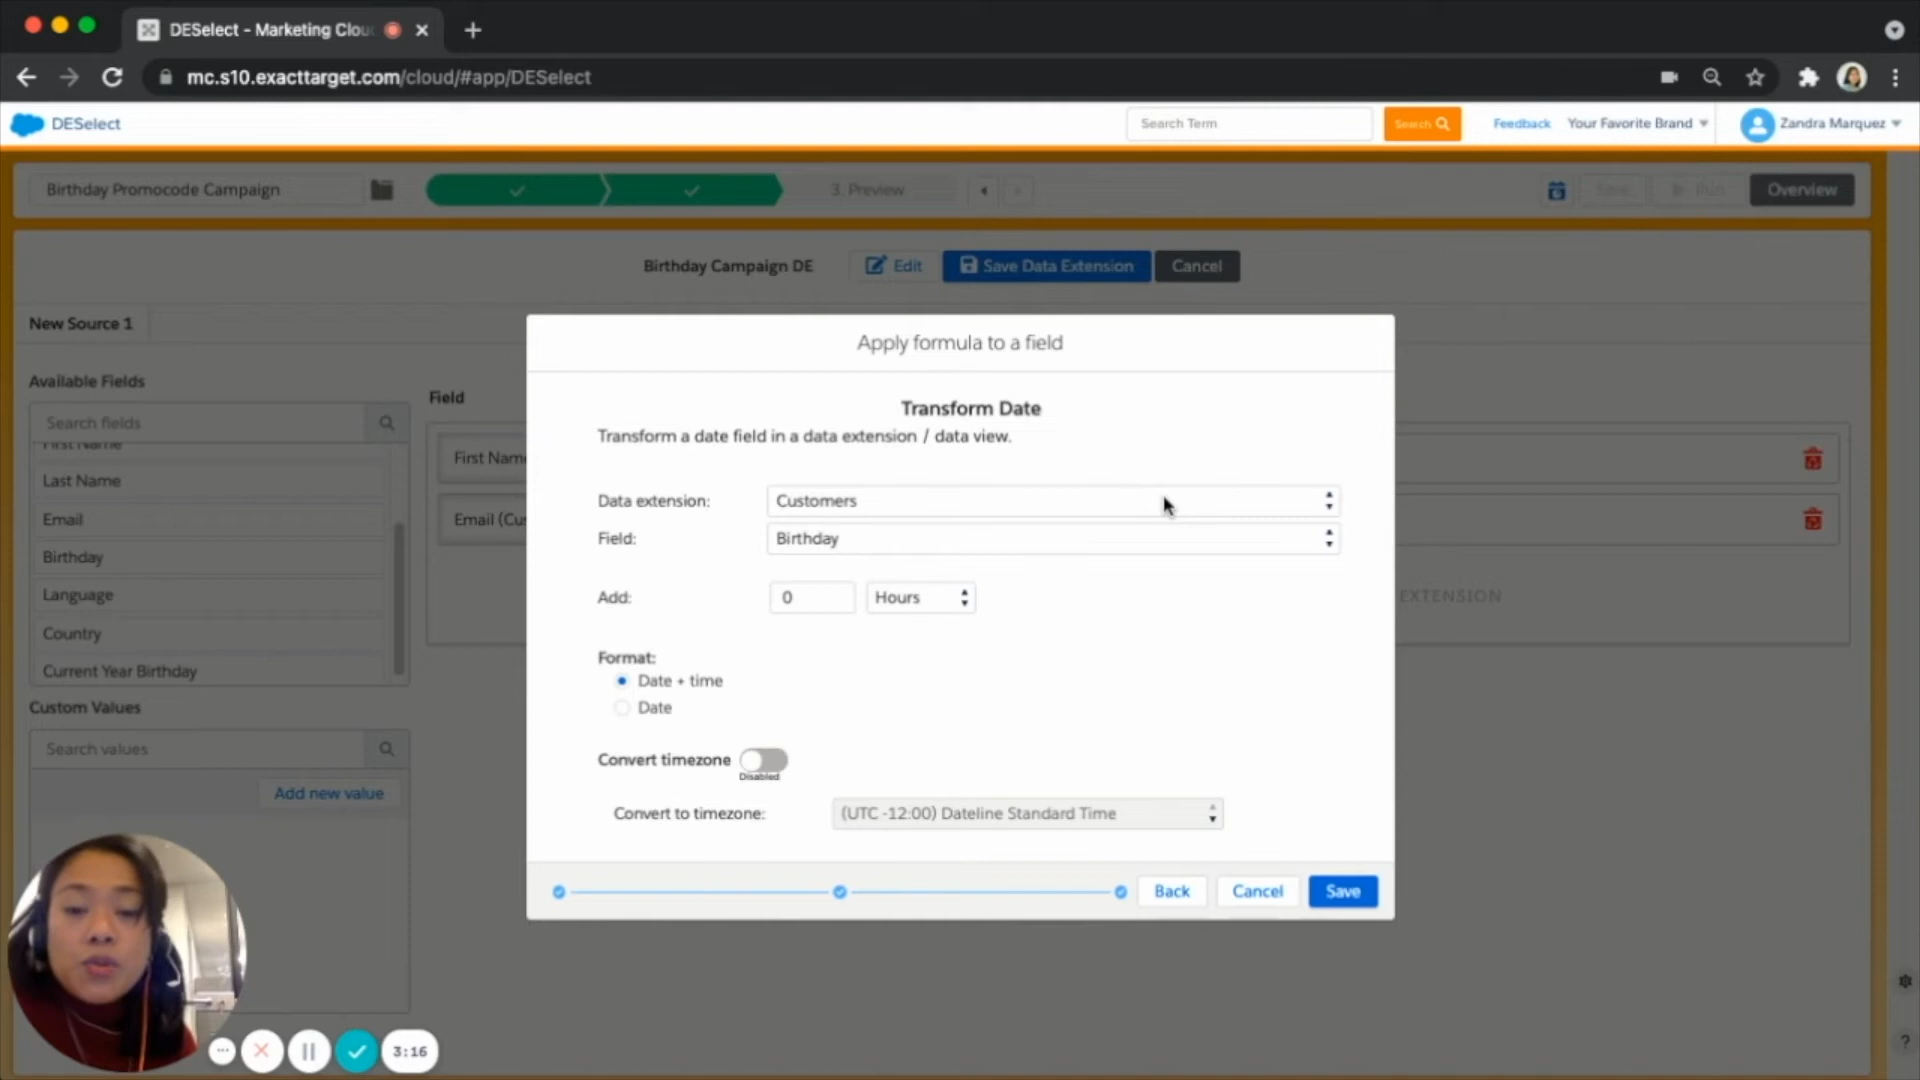 DESelect - Marketing Clou
mc.s10.exacttarget.com/cloud/#app/DESelect
DESelect
Search Term
Search
Feedback
Your Favorite Brand
Zandra Marquez
Birthday Promocode Campaign
3. Preview
Save
Run
Overview
Birthday Campaign DE
Edit
Save Data Extension
Cancel
New Source 1
Apply formula to a field
Available Fields
Field
Search fields
First Name
Last Name
Email
Birthday
Language
Country
Current Year Birthday
First Nam
Email (Cu
EXTENSION
Transform Date
Transform a date field in a data extension / data view.
Data extension:
Customers
Field:
Birthday
Add:
0
Hours
Format:
Date + time
Date
Convert timezone
Disabled
Convert to timezone:
(UTC -12:00) Dateline Standard Time
Back
Cancel
Save
Custom Values
Search values
Add new value
3:16
?